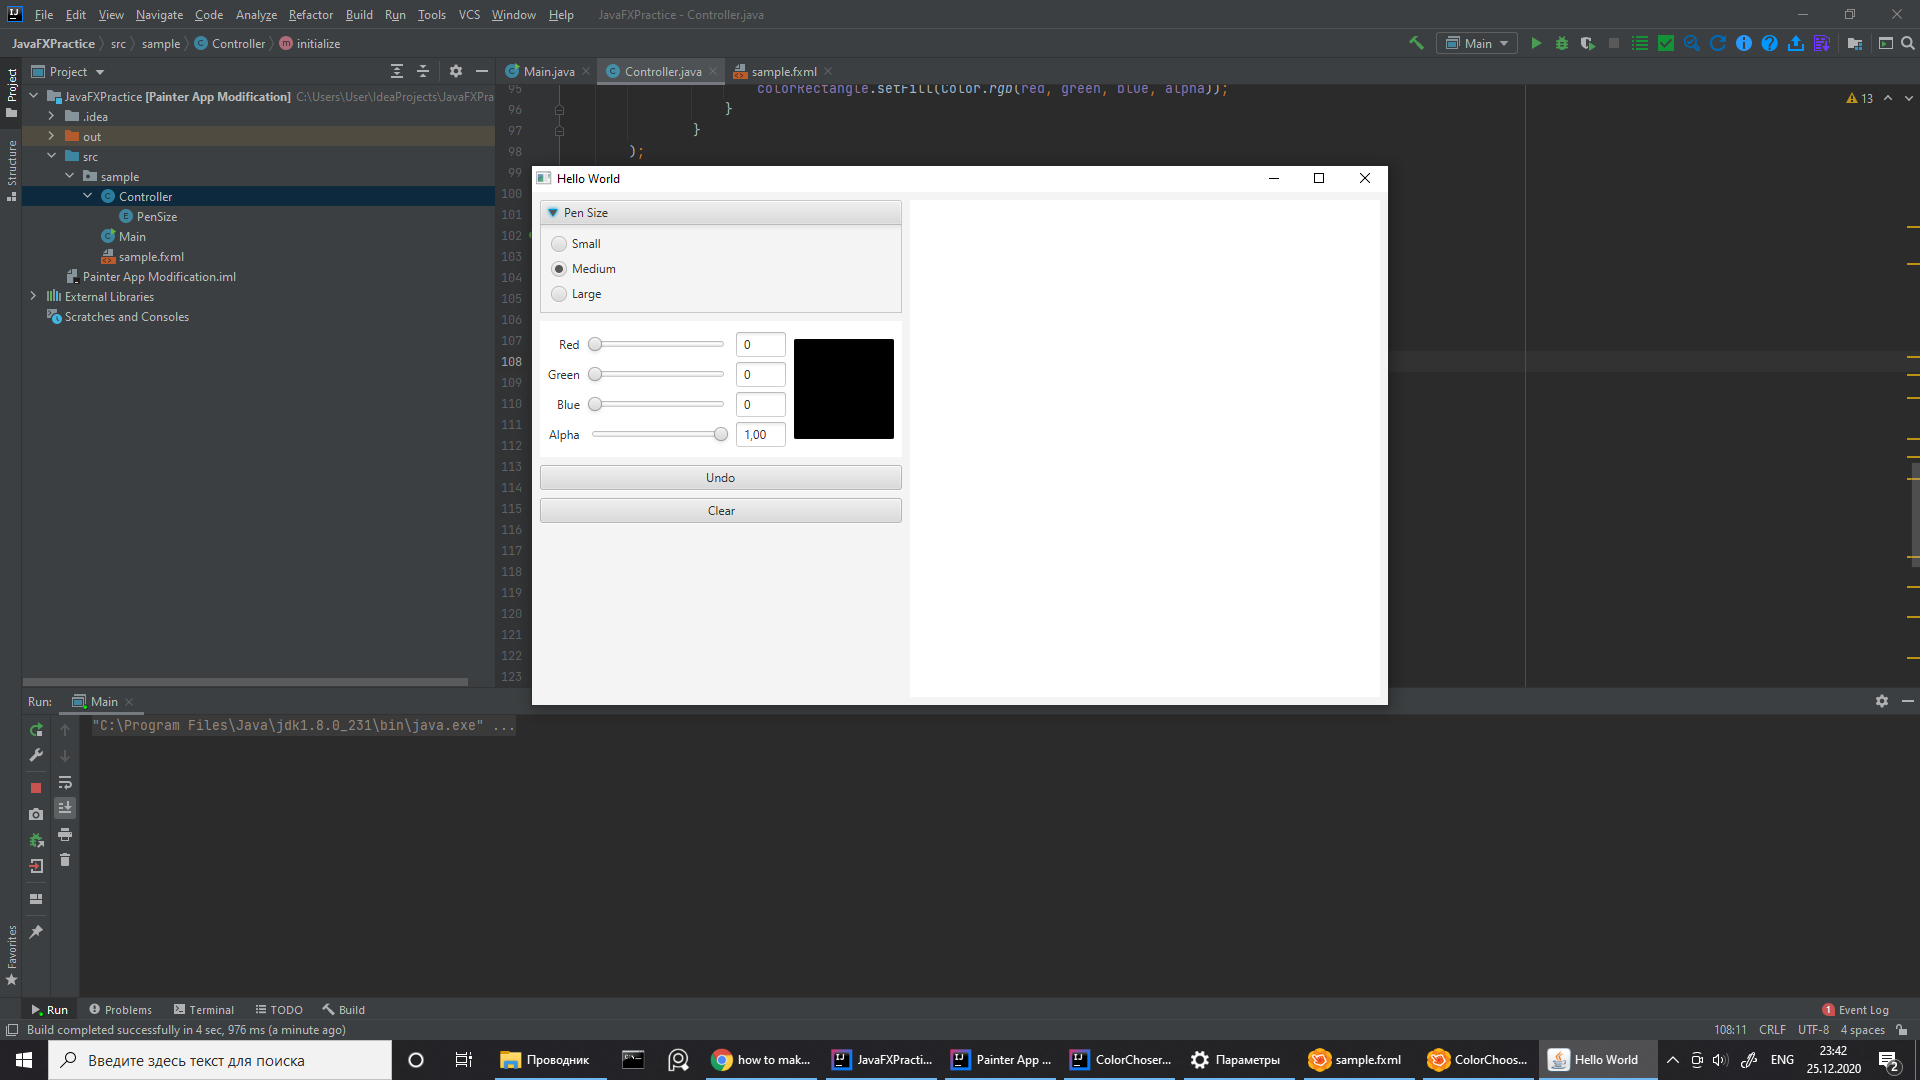 File Edit View Navigate Code Analyze Refactor Build Run Tools VCS Window Help JavaFXPractice - Controller.java
JavaFXPractice src sample Controller initialize
Main
Project
Main.java Controller.java sample.fxml
JavaFXPractice [Painter App Modification] C:\Users\User\IdeaProjects\JavaFXPra
.idea
out
src
sample
Controller
PenSize
Main
sample.fxml
Painter App Modification.iml
External Libraries
Scratches and Consoles
Project
Structure
Favorites
95 colorRectangle.setFill(Color.rgb(red, green, blue, alpha));
96 }
97 }
98 );
99
100
101
102
103
104
105
106
107
108
109
110
111
112
113
114
115
116
117
118
119
120
121
122
123
13
Hello World
Pen Size
Small
Medium
Large
Red 0
Green 0
Blue 0
Alpha 1,00
Undo
Clear
Run: Main
"C:\Program Files\Java\jdk1.8.0_231\bin\java.exe" ...
Run Problems Terminal TODO Build 1 Event Log
Build completed successfully in 4 sec, 976 ms (a minute ago) 108:11 CRLF UTF-8 4 spaces
Введите здесь текст для поиска
Проводник
how to mak...
JavaFXPracti...
Painter App ...
ColorChoser...
Параметры
sample.fxml
ColorChoos...
Hello World
ENG
23:42
25.12.2020
2